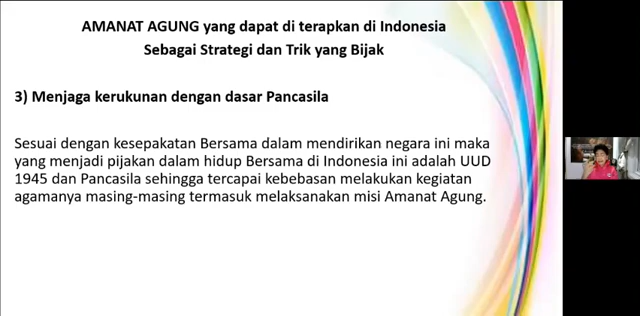 AMANAT AGUNG yang dapat di terapkan di Indonesia
Sebagai Strategi dan Trik yang Bijak
3) Menjaga kerukunan dengan dasar Pancasila
Sesuai dengan kesepakatan Bersama dalam mendirikan negara ini maka
yang menjadi pijakan dalam hidup Bersama di Indonesia ini adalah UUD
1945 dan Pancasila sehingga tercapai kebebasan melakukan kegiatan
agamanya masing-masing termasuk melaksanakan misi Amanat Agung.